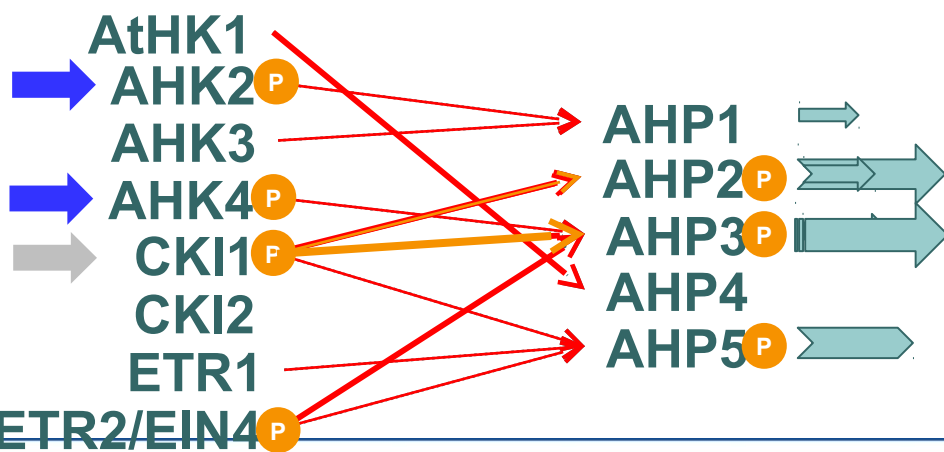 AtHK1
AHK2 P
AHK3
AHK4 P
CKI1 P
CKI2
ETR1
ETR2/EIN4 P
AHP1
AHP2 P
AHP3 P
AHP4
AHP5 P